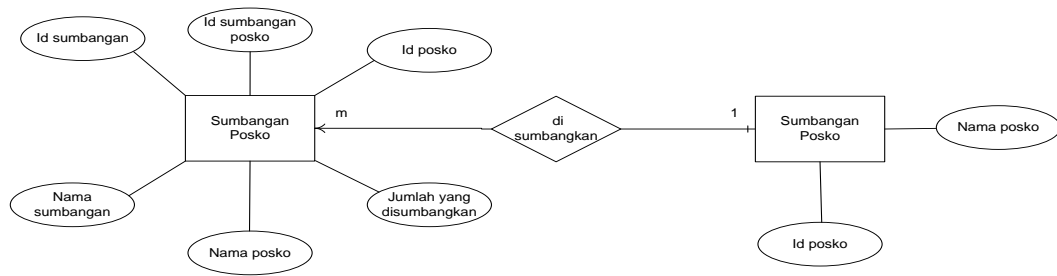 Id sumbangan
Id sumbangan
posko
Id posko
Sumbangan
Posko
m
di
sumbangkan
1
Sumbangan
Posko
Nama posko
Nama
sumbangan
Nama posko
Jumlah yang
disumbangkan
Id posko